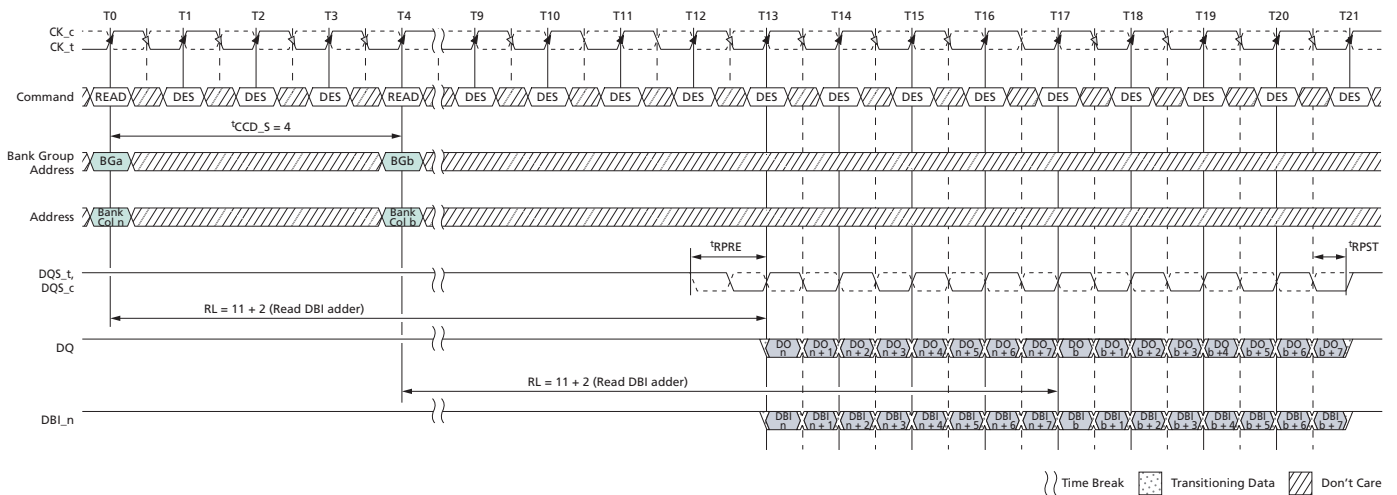 T0 T1 T2 T3 T4 T9 T10 T11 T12 T13 T14 T15 T16 T17 T18 T19 T20 T21
CK_c
CK_t
Command READ DES DES DES READ DES DES DES DES DES DES DES DES DES DES DES DES DES
tCCD_S = 4
Bank Group
Address
BGa BGb
Address
Bank
Col n
Bank
Col b
tRPRE tRPST
DQS_t,
DQS_c
RL = 11 + 2 (Read DBI adder)
DQ
DO DO DO DO DO DO DO DO DO DO DO DO DO DO DO DO
n n + 1 n + 2 n + 3 n + 4 n + 5 n + 6 n + 7 b b + 1 b + 2 b + 3 b + 4 b + 5 b + 6 b + 7
RL = 11 + 2 (Read DBI adder)
DBI_n
DBI DBI DBI DBI DBI DBI DBI DBI DBI DBI DBI DBI DBI DBI DBI DBI
n n + 1 n + 2 n + 3 n + 4 n + 5 n + 6 n + 7 b b + 1 b + 2 b + 3 b + 4 b + 5 b + 6 b + 7
Time Break Transitioning Data Don't Care